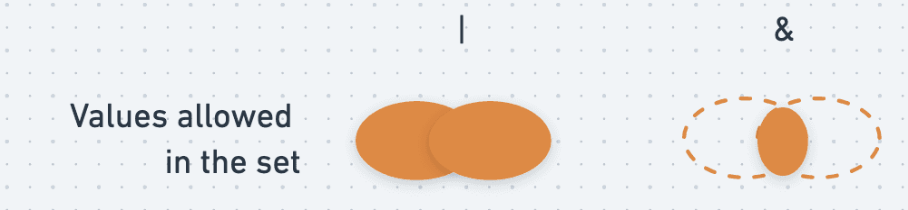 |
&
Values allowed
in the set